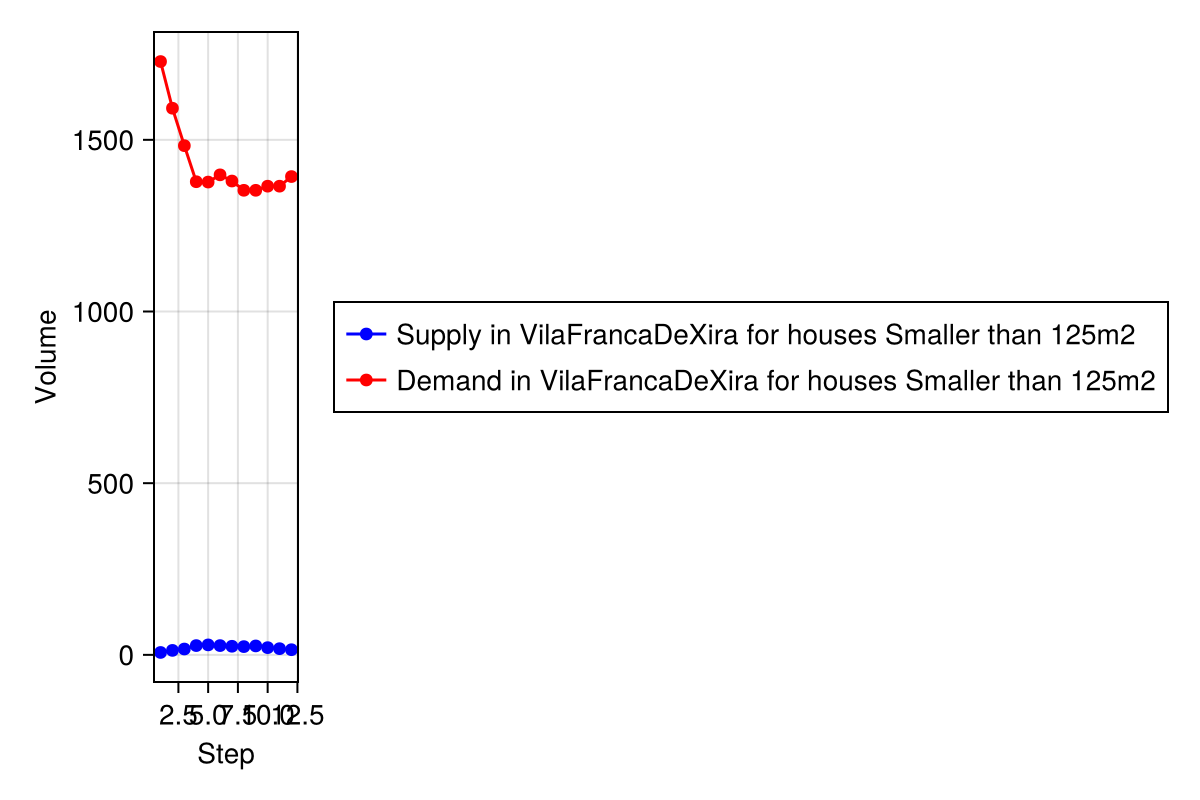 1500
1000
500
0
Volume
2.5 5.0 7.5 10.0 12.5
Step
Supply in VilaFrancaDeXira for houses Smaller than 125m2
Demand in VilaFrancaDeXira for houses Smaller than 125m2